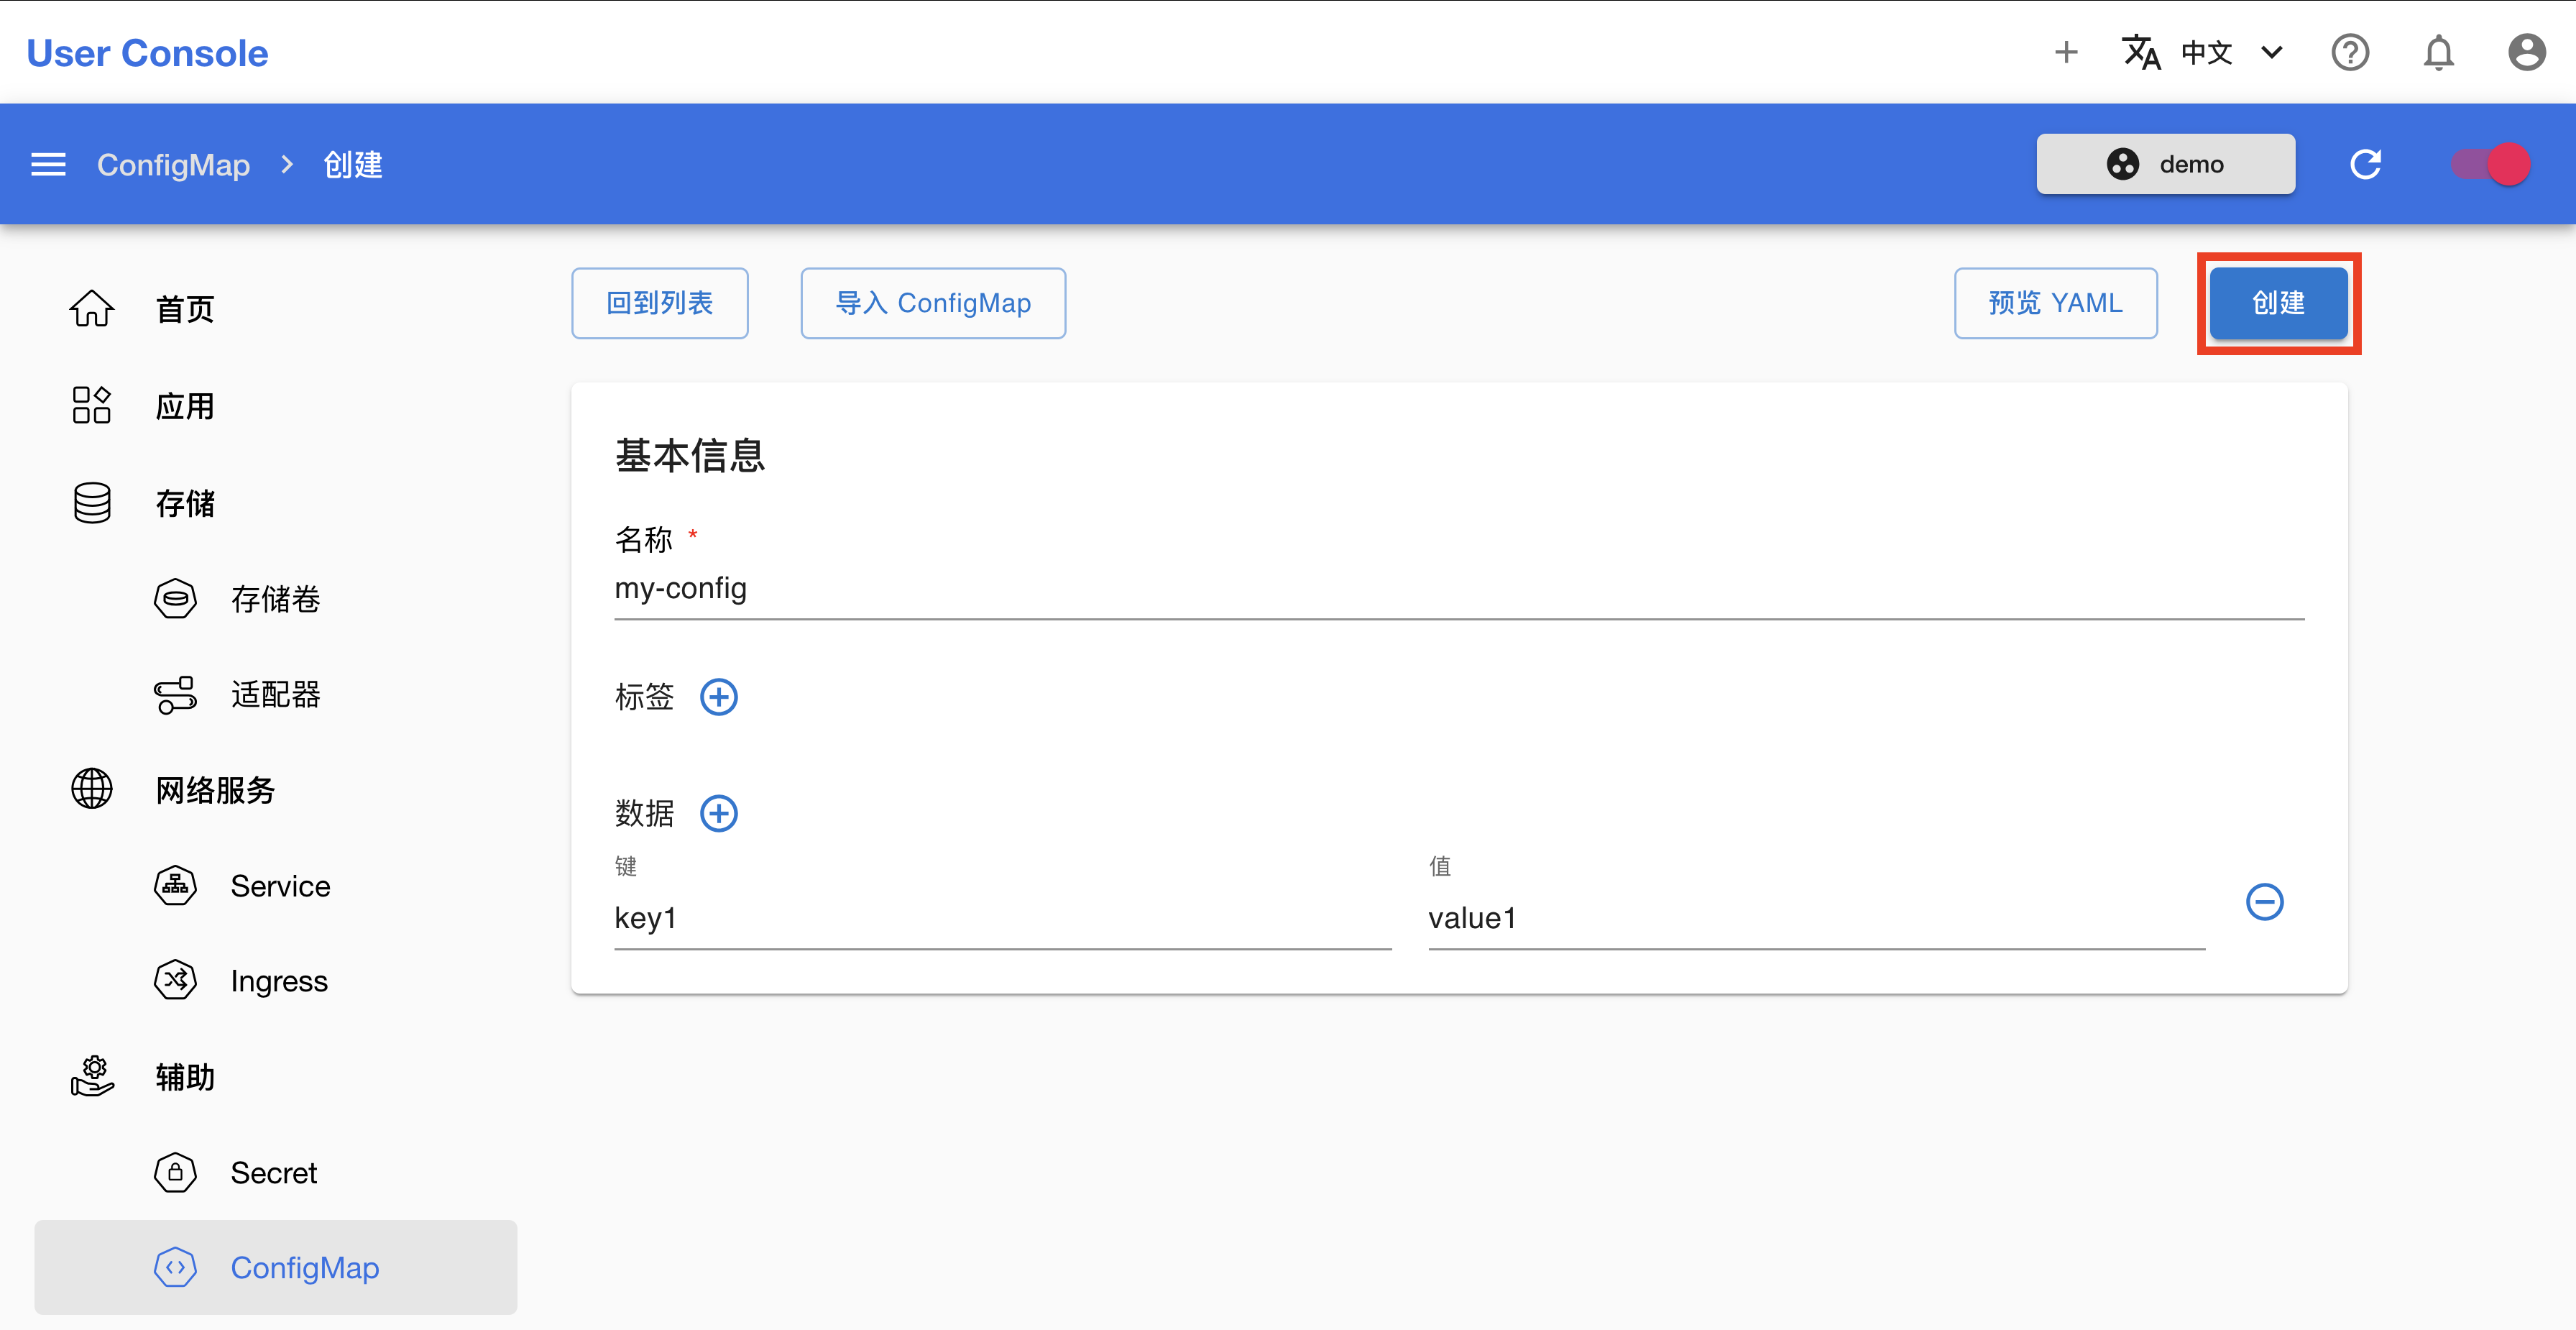 User Console
中文
ConfigMap 创建
demo
首页
应用
存储
存储卷
适配器
网络服务
Service
Ingress
辅助
Secret
ConfigMap
回到列表 导入 ConfigMap 预览 YAML 创建
基本信息
名称 *
my-config
标签
数据
键 值
key1 value1